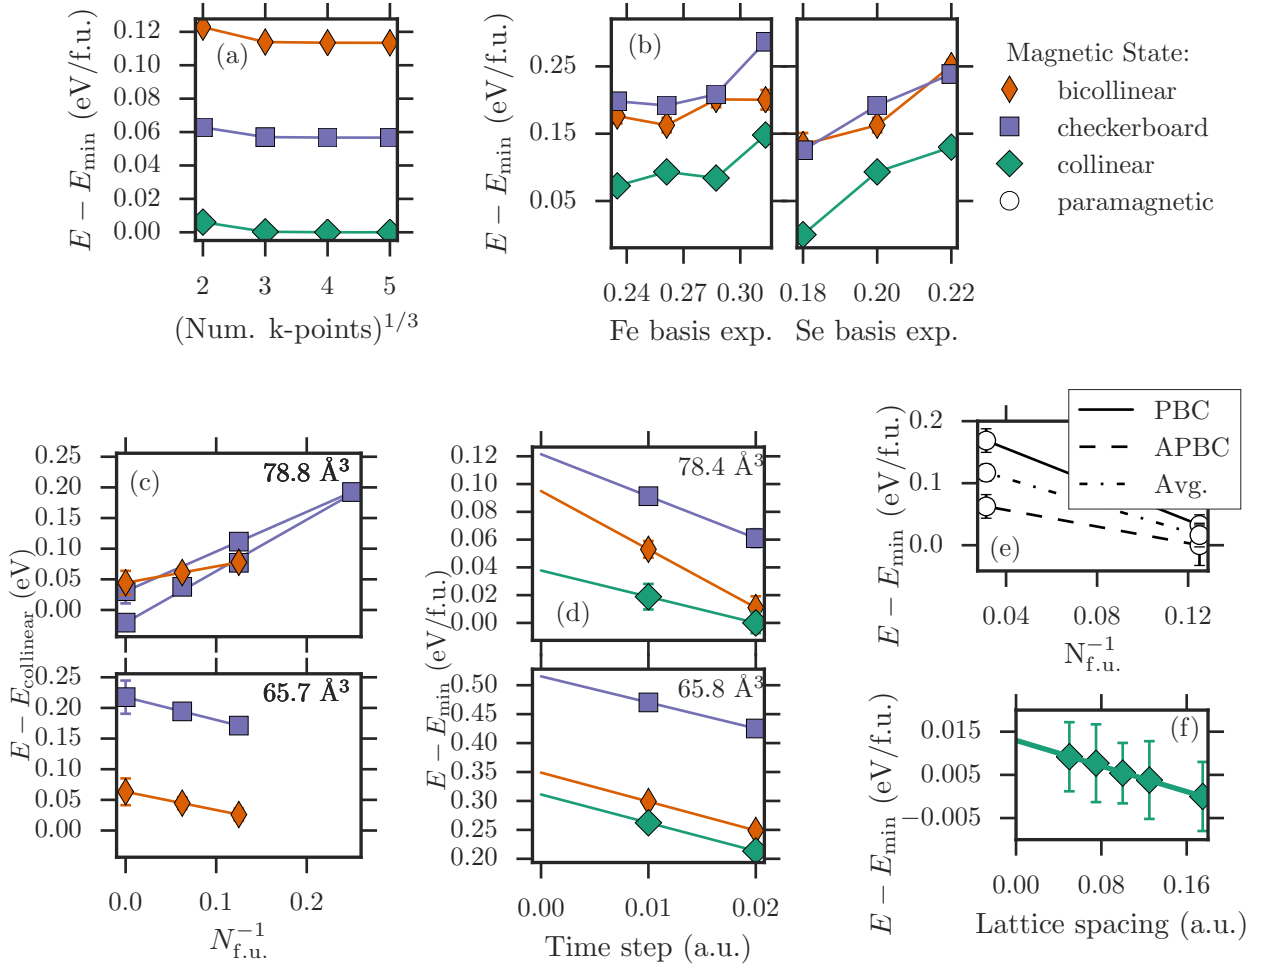 E − E_min (eV/f.u.)
0.12
0.10
0.08
0.06
0.04
0.02
0.00
(a)
2 3 4 5
(Num. k-points)^1/3
E − E_min (eV/f.u.)
0.25
0.15
0.05
(b)
0.24 0.27 0.30
Fe basis exp.
0.18 0.20 0.22
Se basis exp.
Magnetic State:
bicollinear
checkerboard
collinear
paramagnetic
E − E_collinear (eV)
0.25
0.20
0.15
0.10
0.05
0.00
(c)
78.8 Å³
0.25
0.20
0.15
0.10
0.05
0.00
65.7 Å³
0.0 0.1 0.2
N_f.u.^−1
E − E_min (eV/f.u.)
0.12
0.10
0.08
0.06
0.04
0.02
0.00
78.4 Å³
(d)
0.50
0.45
0.40
0.35
0.30
0.25
0.20
65.8 Å³
0.00 0.01 0.02
Time step (a.u.)
E − E_min (eV/f.u.)
0.2
0.1
0.0
PBC
APBC
Avg.
(e)
0.04 0.08 0.12
N_f.u.^−1
E − E_min (eV/f.u.)
0.015
0.005
−0.005
(f)
0.00 0.08 0.16
Lattice spacing (a.u.)